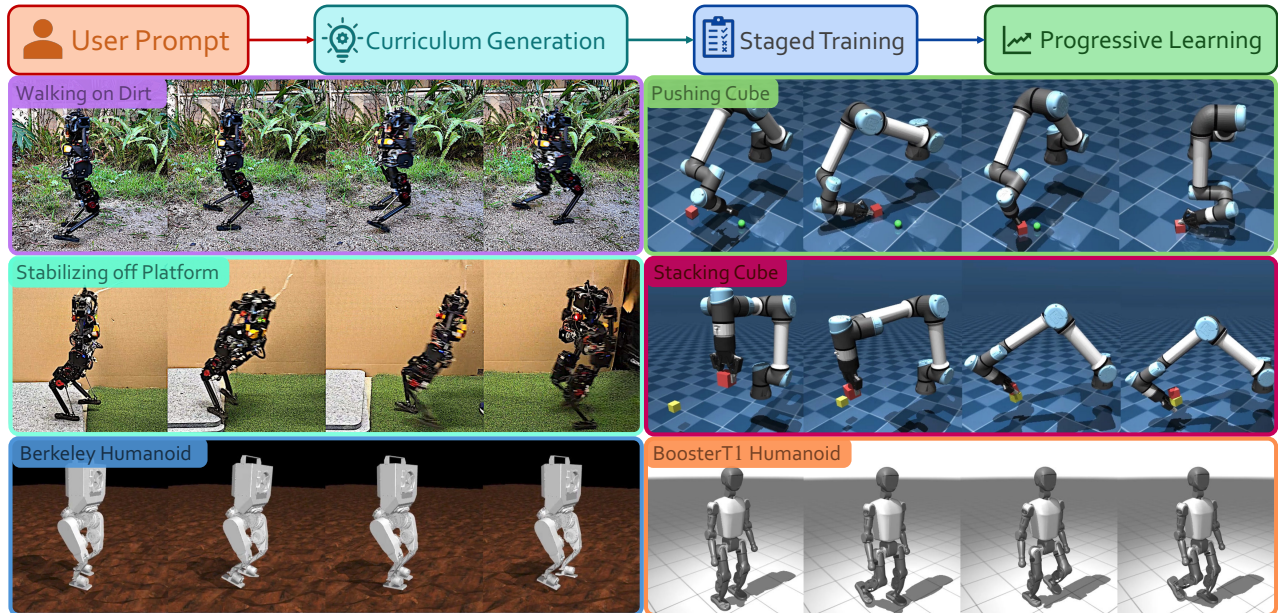 User Prompt
Curriculum Generation
Staged Training
Progressive Learning
Walking on Dirt
Pushing Cube
Stabilizing off Platform
Stacking Cube
Berkeley Humanoid
BoosterT1 Humanoid